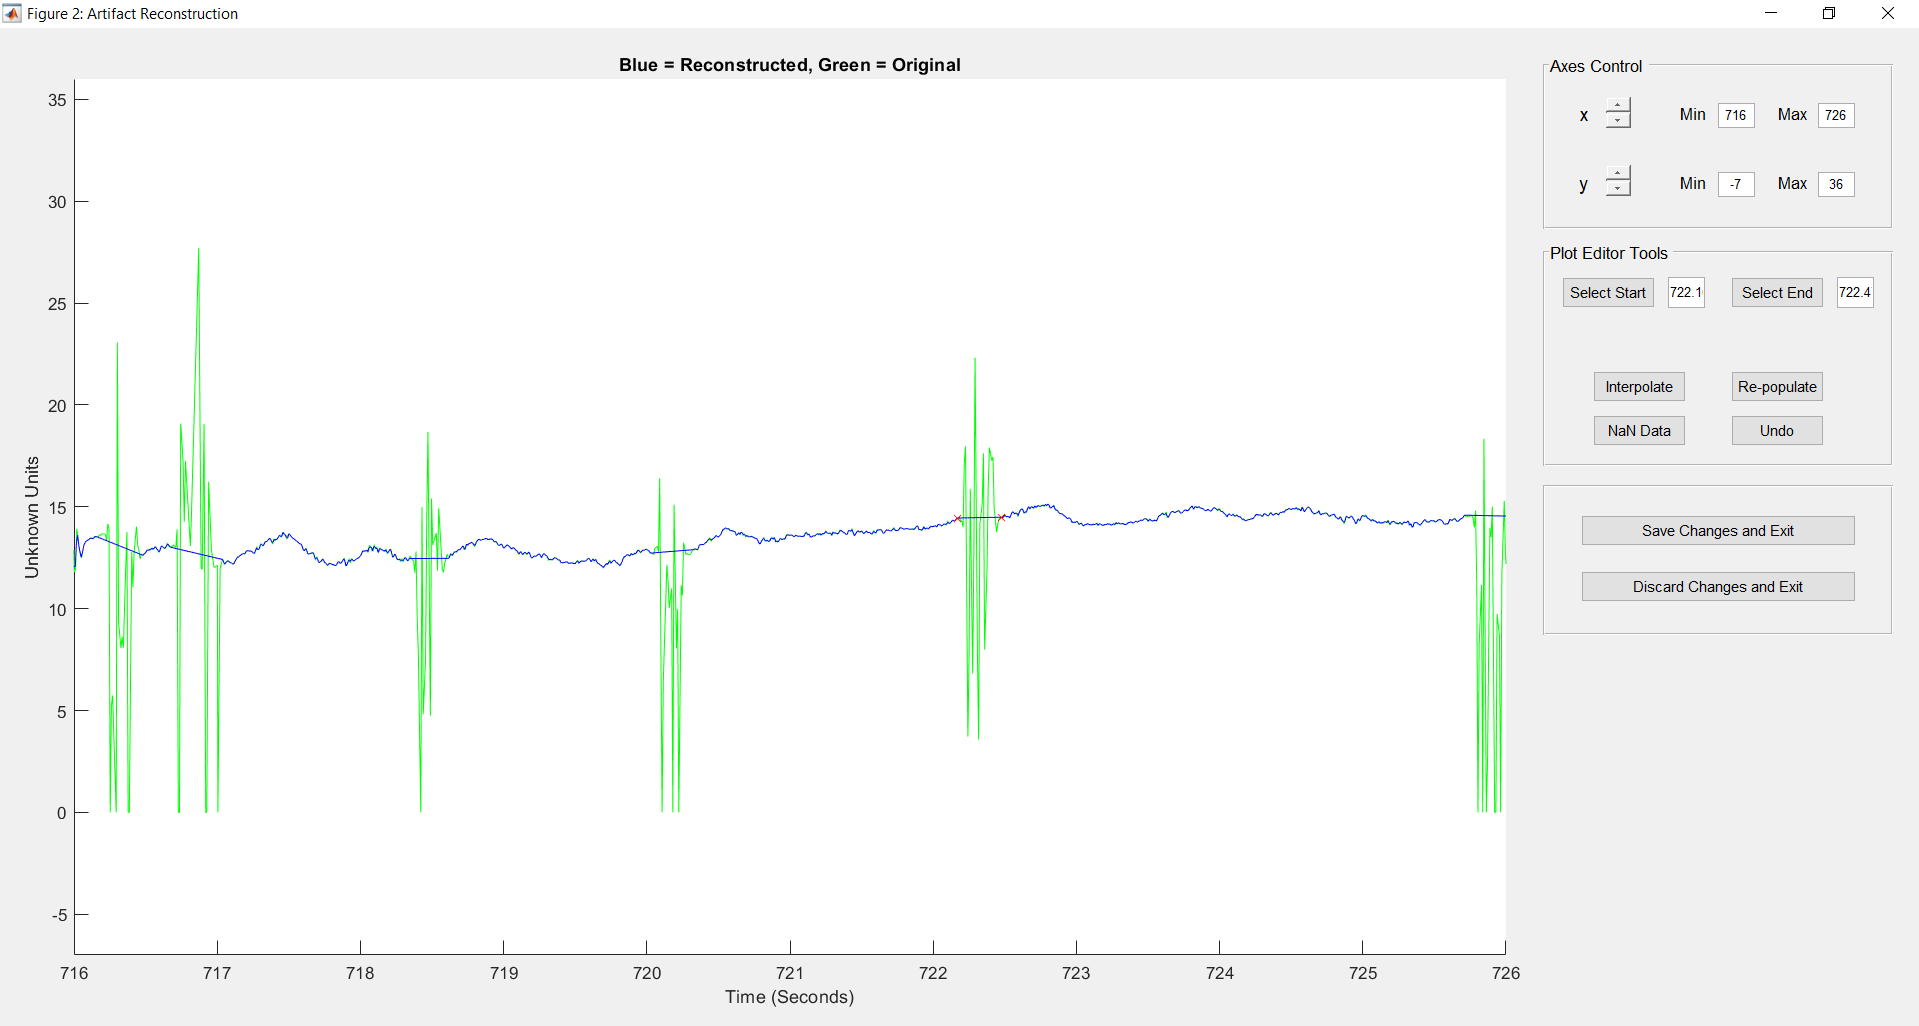 Figure 2: Artifact Reconstruction
Blue = Reconstructed, Green = Original
35
30
25
20
15
10
5
0
-5
Unknown Units
716 717 718 719 720 721 722 723 724 725 726
Time (Seconds)
Axes Control
x Min 716 Max 726
y Min -7 Max 36
Plot Editor Tools
Select Start 722.1 Select End 722.4
Interpolate Re-populate
NaN Data Undo
Save Changes and Exit
Discard Changes and Exit